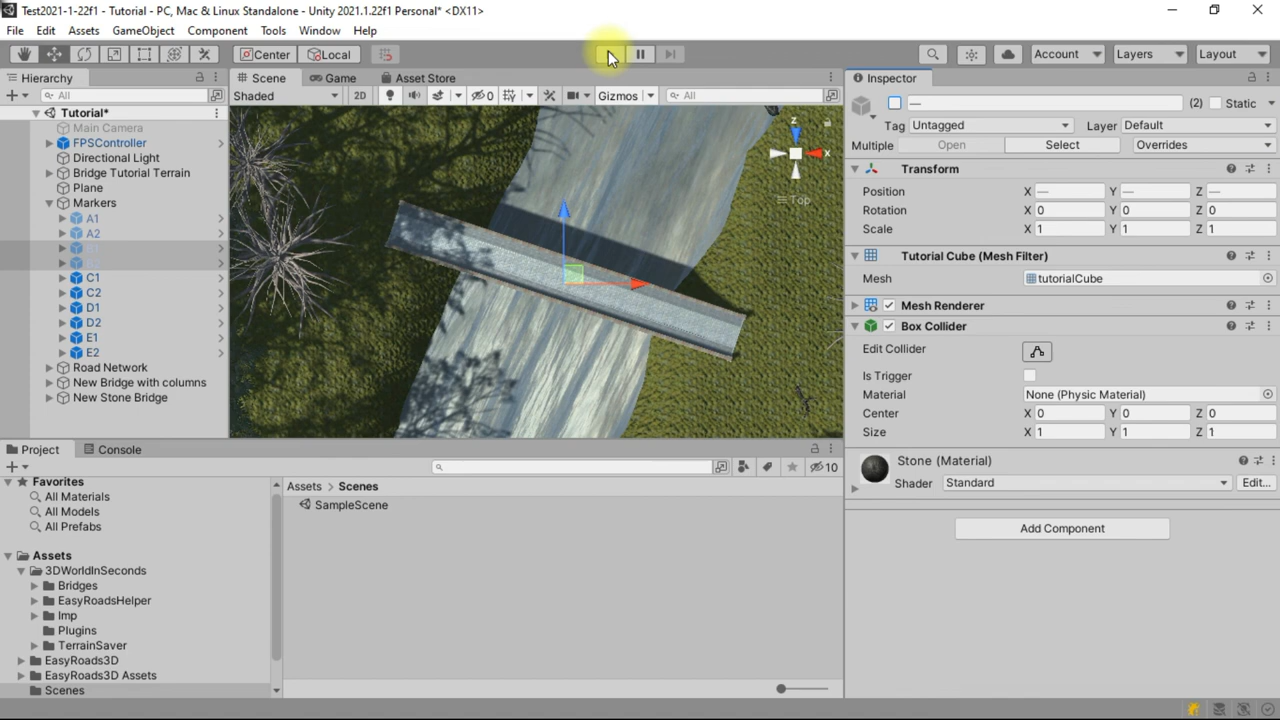 Test2021-1-22f1 - Tutorial - PC, Mac & Linux Standalone - Unity 2021.1.22f1 Personal* <DX11>
File Edit Assets GameObject Component Tools Window Help
Center Local Account Layers Layout
Hierarchy
All
Tutorial*
Main Camera
FPSController
Directional Light
Bridge Tutorial Terrain
Plane
Markers
A1
A2
C1
C2
D1
D2
E1
E2
Road Network
New Bridge with columns
New Stone Bridge
Scene Game Asset Store
Shaded 2D 0 Gizmos All
z
x
Top
Inspector
— (2) Static
Tag Untagged Layer Default
Multiple Open Select Overrides
Transform
Position X — Y — Z —
Rotation X 0 Y 0 Z 0
Scale X 1 Y 1 Z 1
Tutorial Cube (Mesh Filter)
Mesh tutorialCube
Mesh Renderer
Box Collider
Edit Collider
Is Trigger
Material None (Physic Material)
Center X 0 Y 0 Z 0
Size X 1 Y 1 Z 1
Stone (Material)
Shader Standard Edit...
Add Component
Project Console
10
Favorites
All Materials
All Models
All Prefabs
Assets
3DWorldInSeconds
Bridges
EasyRoadsHelper
Imp
Plugins
TerrainSaver
EasyRoads3D
EasyRoads3D Assets
Scenes
Assets > Scenes
SampleScene